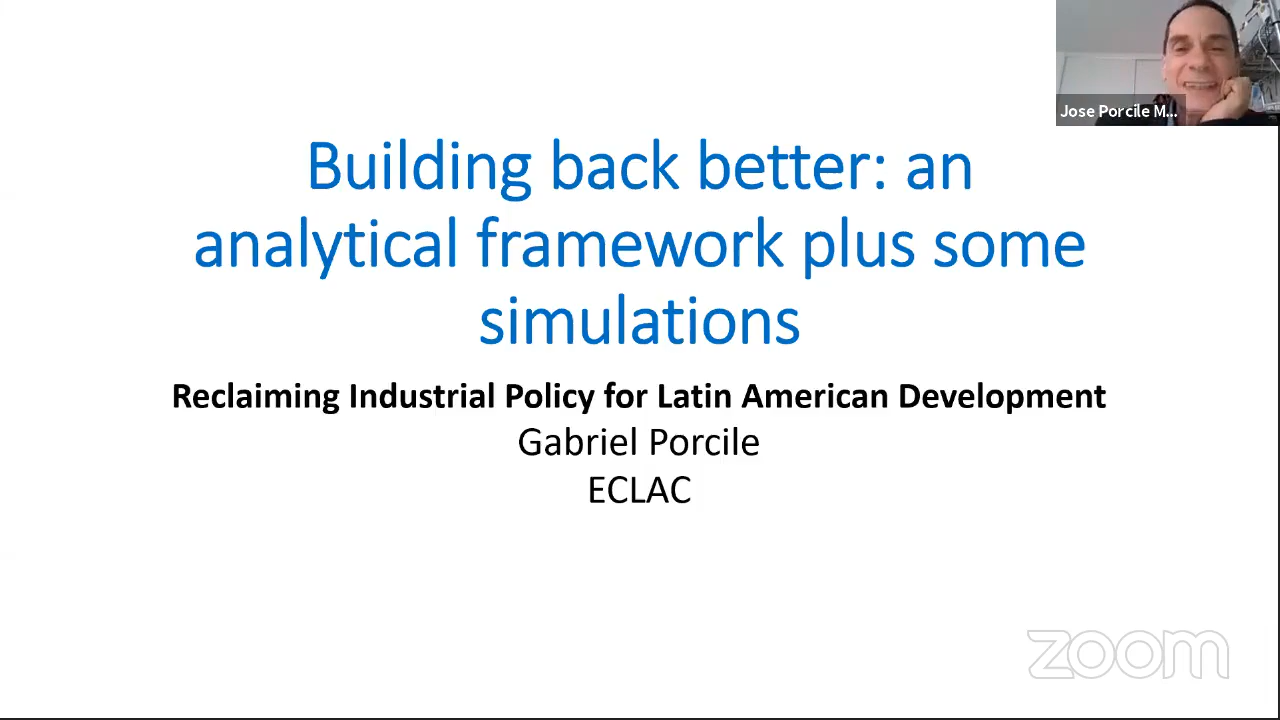 Jose Porcile M...
Building back better: an
analytical framework plus some
simulations
Reclaiming Industrial Policy for Latin American Development
Gabriel Porcile
ECLAC
zoom